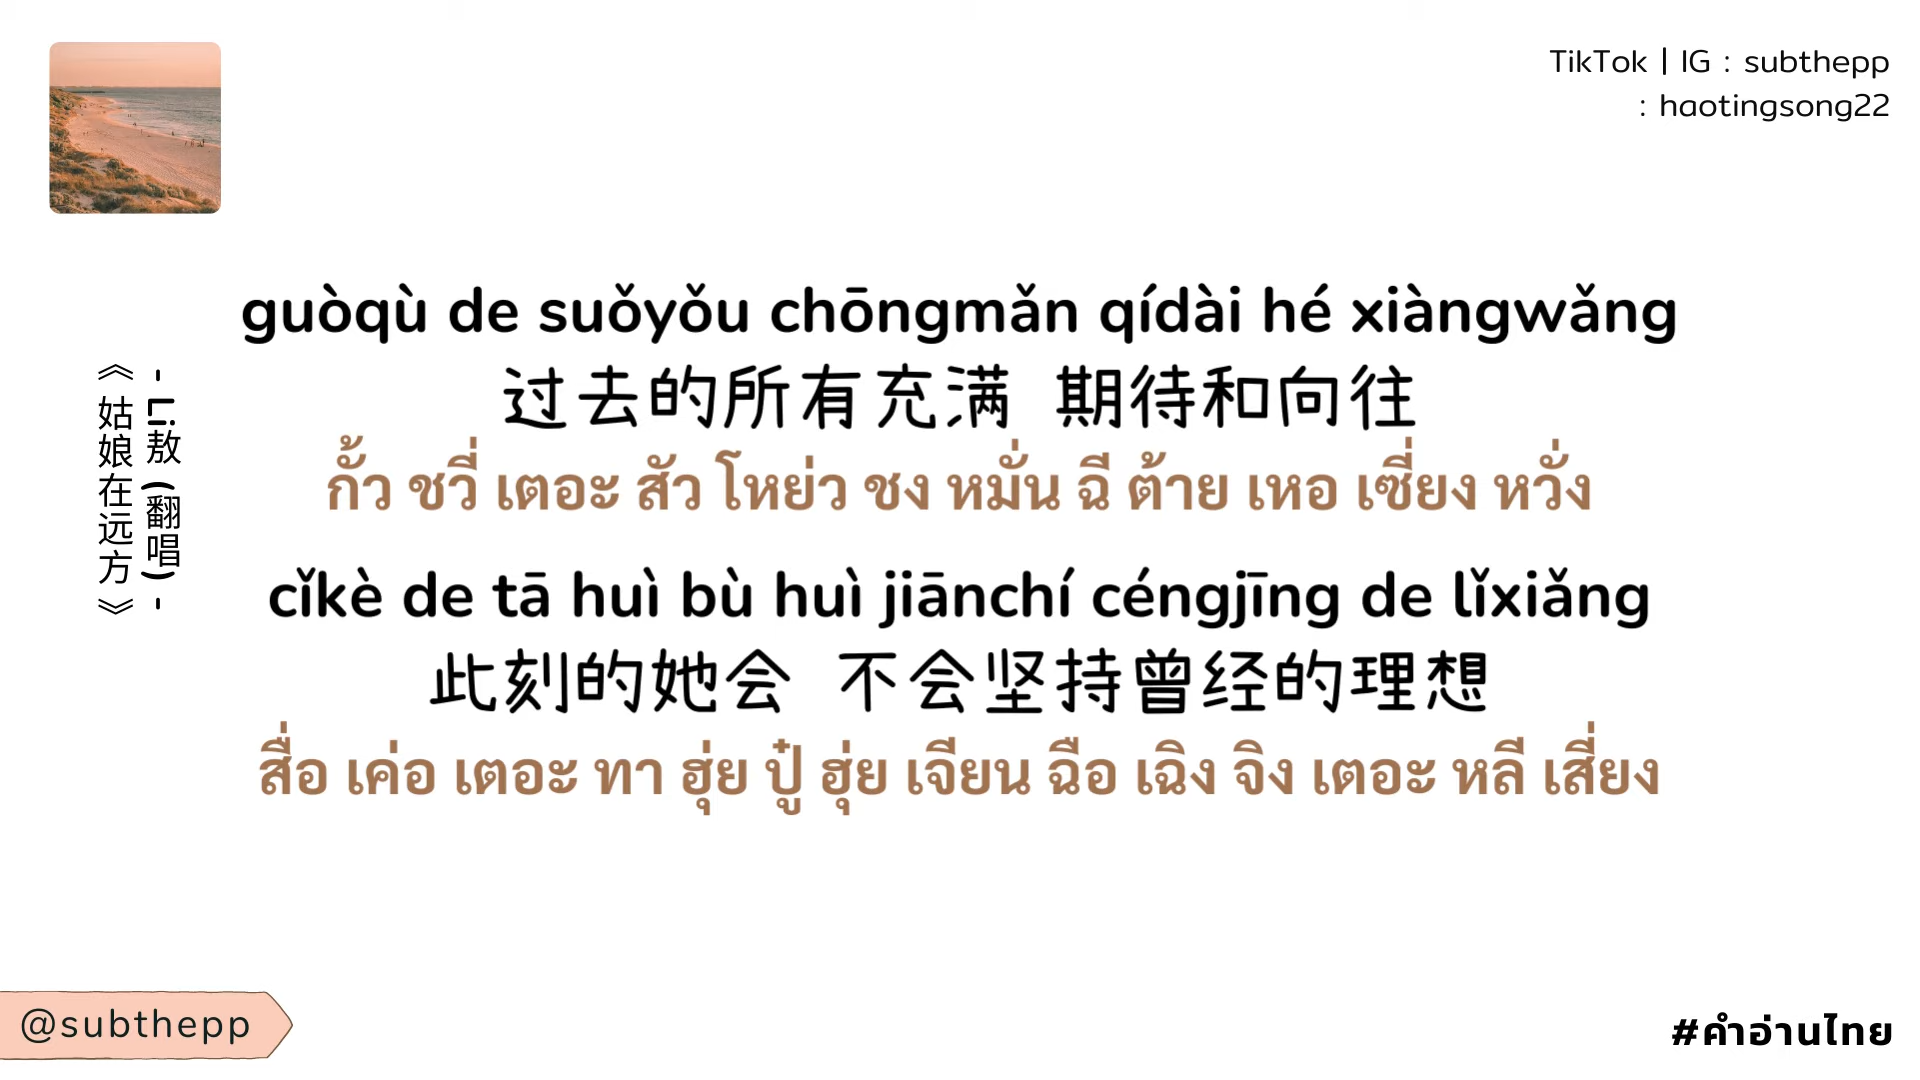 TikTok | IG : subthepp
: haotingsong22
guòqù de suǒyǒu chōngmǎn qídài hé xiàngwǎng
过去的所有充满 期待和向往
กั้ว ชวี่ เตอะ สัว โหย่ว ชง หมั่น ฉี ต้าย เหอ เซี่ยง หวั่ง
cǐkè de tā huì bù huì jiānchí céngjīng de lǐxiǎng
此刻的她会 不会坚持曾经的理想
สื่อ เค่อ เตอะ ทา ฮุ่ย ปู๋ ฮุ่ย เจียน ฉือ เฉิง จิง เตอะ หลี เสี่ยง
《姑娘在远方》
- Li敖 (翻唱) -
@subthepp
#คำอ่านไทย